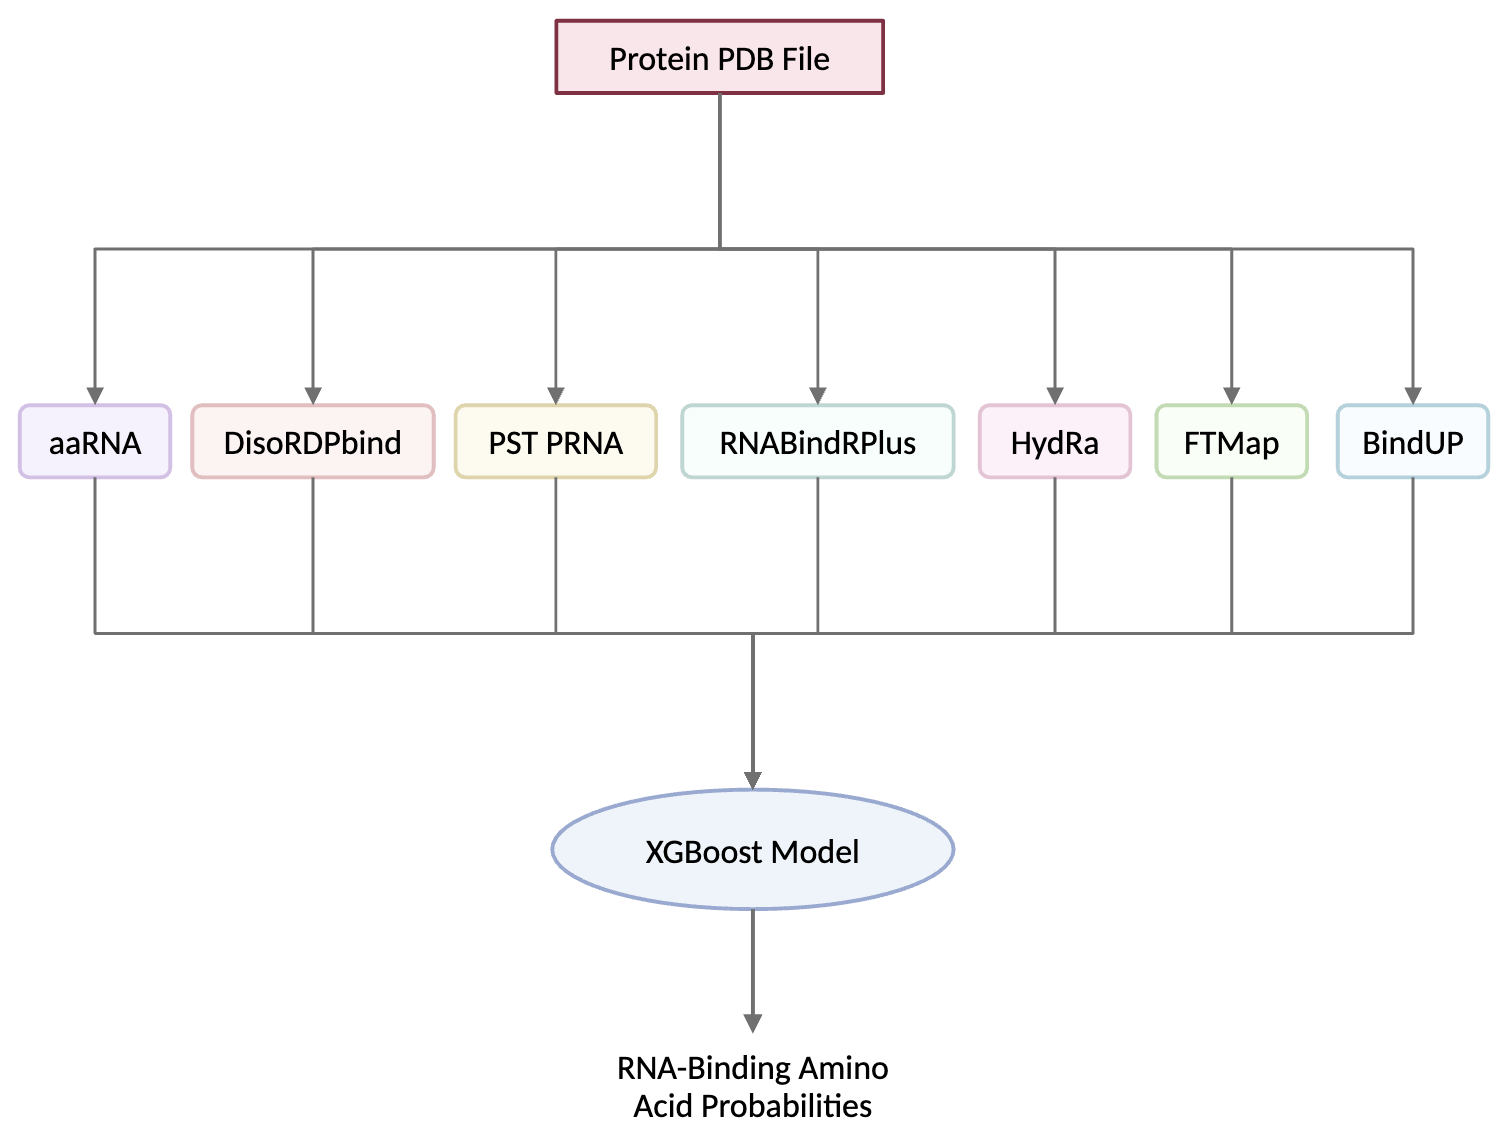 Protein PDB File
aaRNA
DisoRDPbind
PST PRNA
RNABindRPlus
HydRa
FTMap
BindUP
XGBoost Model
RNA-Binding Amino
Acid Probabilities